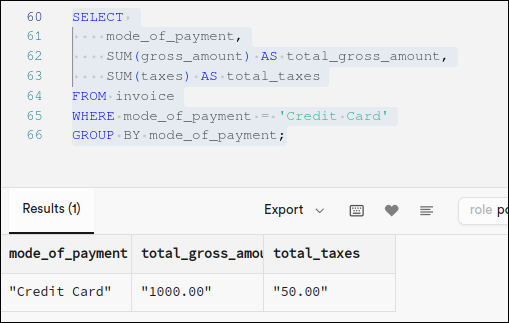 60 SELECT
61 mode_of_payment,
62 SUM(gross_amount) AS total_gross_amount,
63 SUM(taxes) AS total_taxes
64 FROM invoice
65 WHERE mode_of_payment = 'Credit Card'
66 GROUP BY mode_of_payment;
Results (1) Export role po
mode_of_payment total_gross_amou total_taxes
"Credit Card" "1000.00" "50.00"